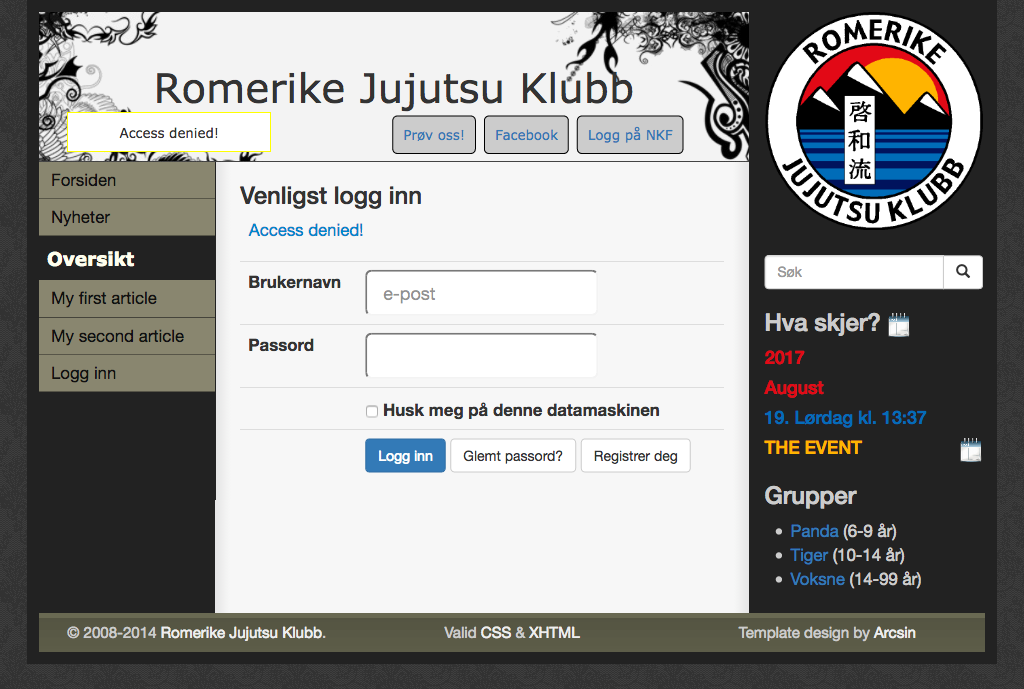 Romerike Jujutsu Klubb
Access denied!
Prøv oss!
Facebook
Logg på NKF
Forsiden
Nyheter
Oversikt
My first article
My second article
Logg inn
Venligst logg inn
Access denied!
Brukernavn
e-post
Passord
Husk meg på denne datamaskinen
Logg inn
Glemt passord?
Registrer deg
ROMERIKE
啓和流
JUJUTSU KLUBB
Søk
Hva skjer?
2017
August
19. Lørdag kl. 13:37
THE EVENT
Grupper
Panda (6-9 år)
Tiger (10-14 år)
Voksne (14-99 år)
© 2008-2014 Romerike Jujutsu Klubb.
Valid CSS & XHTML
Template design by Arcsin